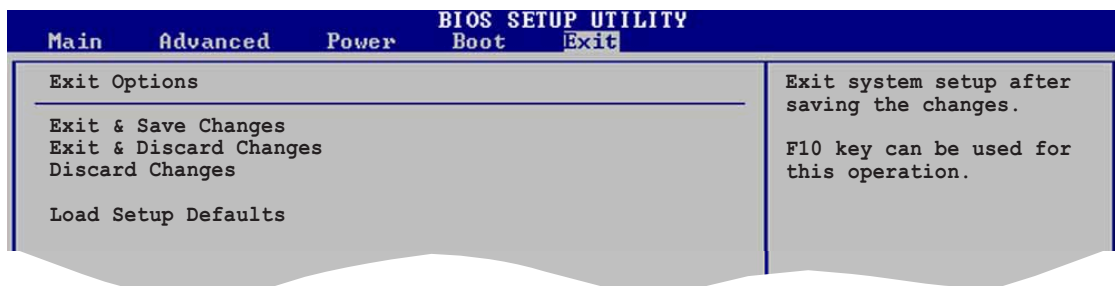 BIOS SETUP UTILITY
Main Advanced Power Boot Exit
Exit Options
Exit & Save Changes
Exit & Discard Changes
Discard Changes
Load Setup Defaults
Exit system setup after
saving the changes.
F10 key can be used for
this operation.